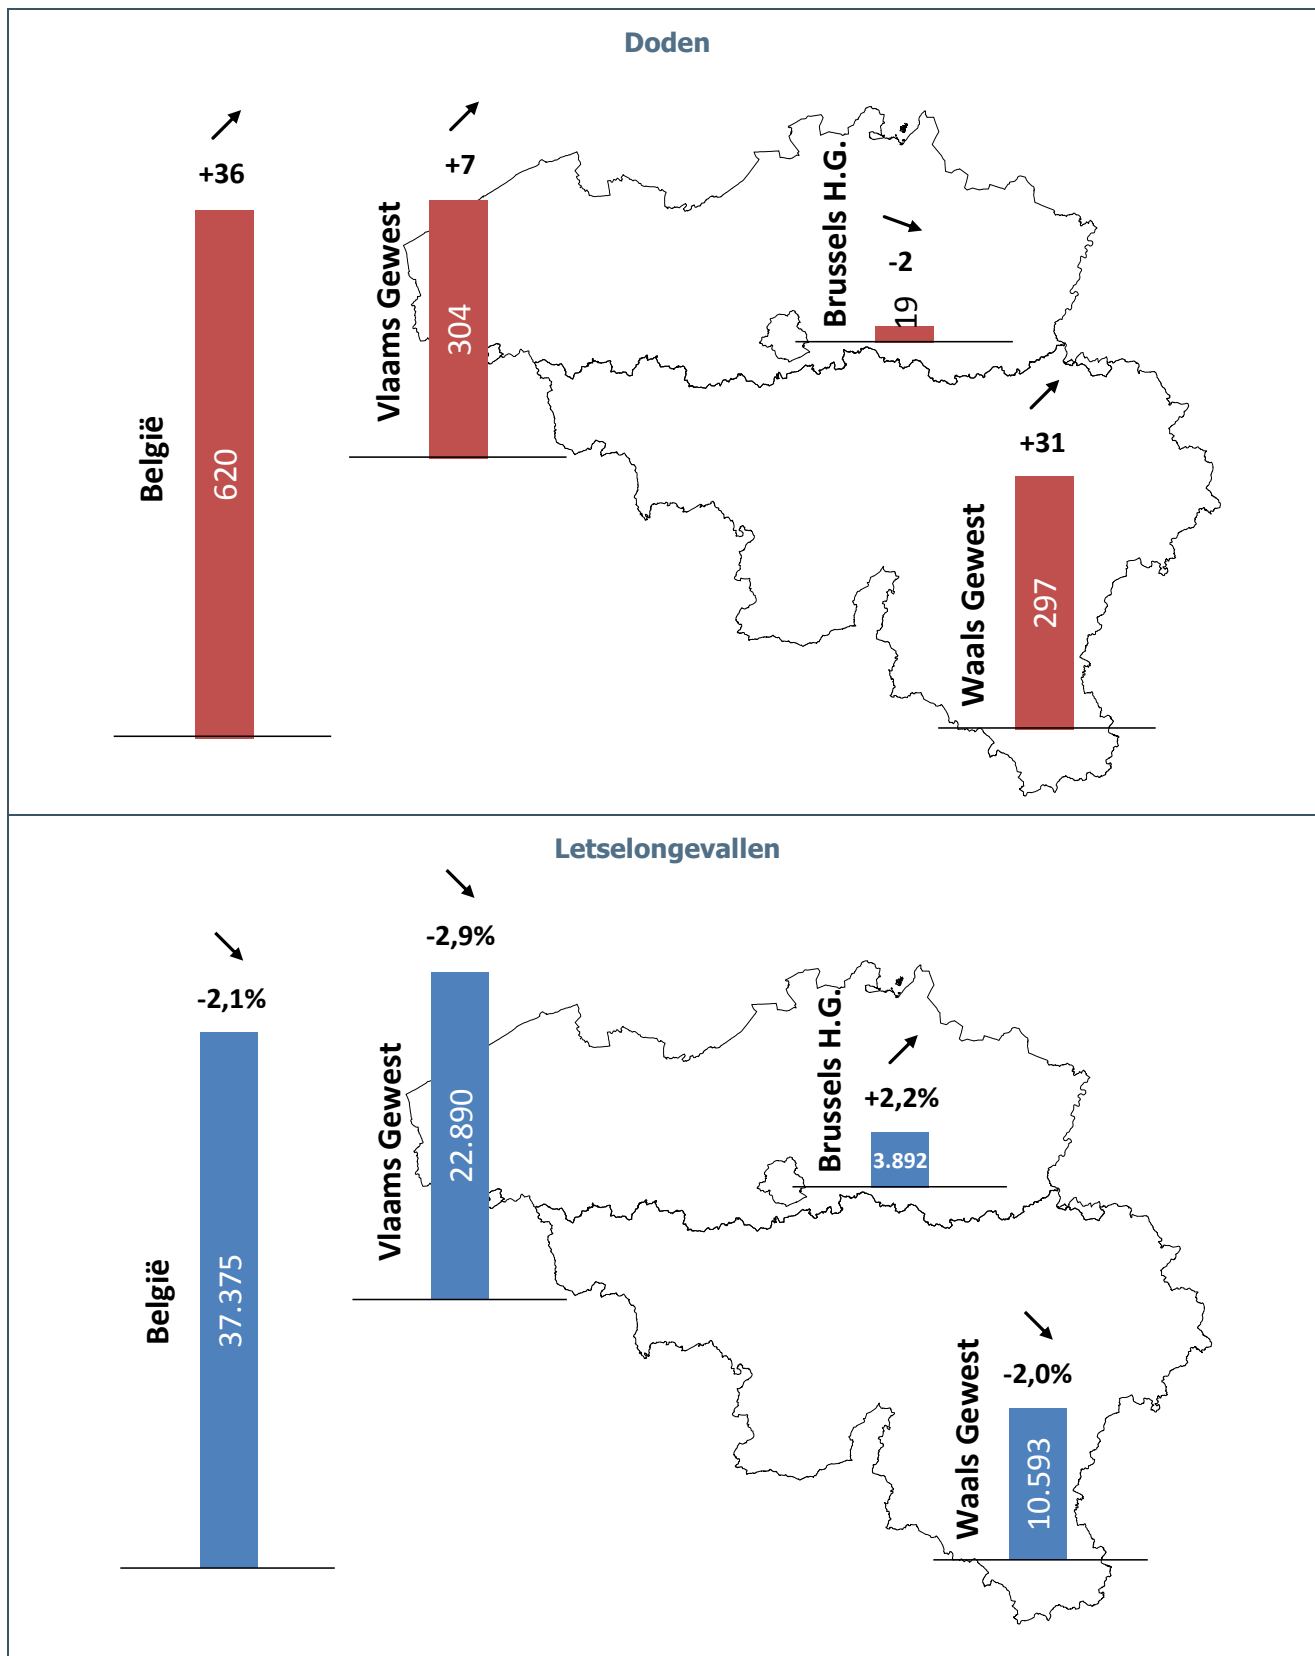 Doden
+36
België
620
+7
Vlaams Gewest
304
Brussels H.G.
-2
19
+31
Waals Gewest
297
Letselongevallen
-2,1%
België
37.375
-2,9%
Vlaams Gewest
22.890
Brussels H.G.
+2,2%
3.892
-2,0%
Waals Gewest
10.593